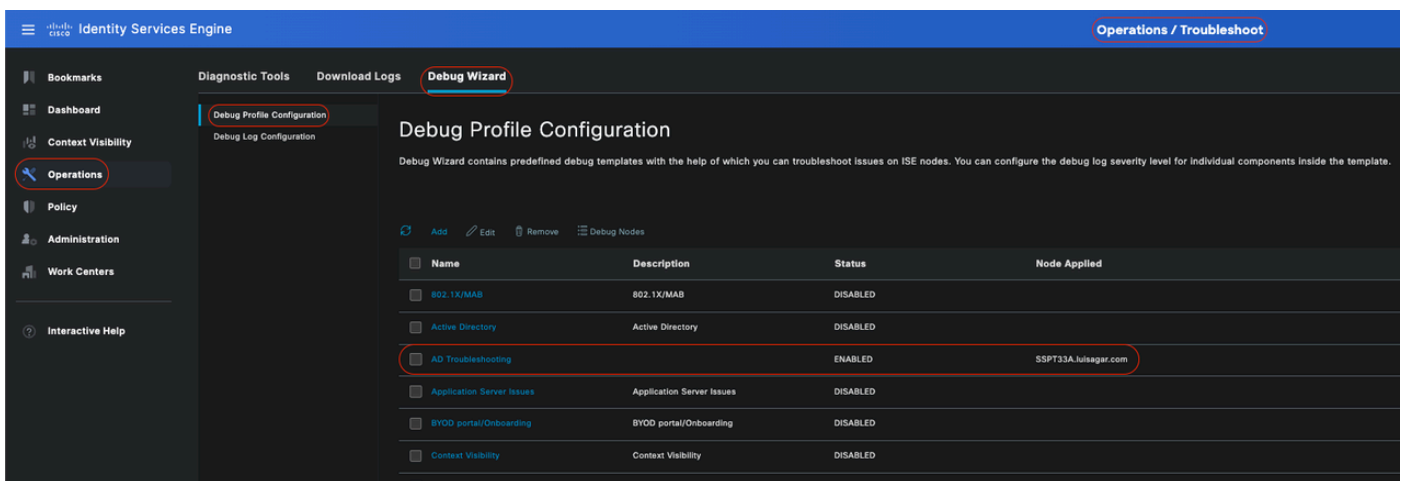 cisco Identity Services Engine
Operations / Troubleshoot
Bookmarks
Dashboard
Context Visibility
Operations
Policy
Administration
Work Centers
Interactive Help
Diagnostic Tools Download Logs Debug Wizard
Debug Profile Configuration
Debug Log Configuration
Debug Profile Configuration
Debug Wizard contains predefined debug templates with the help of which you can troubleshoot issues on ISE nodes. You can configure the debug log severity level for individual components inside the template.
Add Edit Remove Debug Nodes
Name Description Status Node Applied
802.1X/MAB 802.1X/MAB DISABLED
Active Directory Active Directory DISABLED
AD Troubleshooting ENABLED SSPT33A.luisagar.com
Application Server Issues Application Server Issues DISABLED
BYOD portal/Onboarding BYOD portal/Onboarding DISABLED
Context Visibility Context Visibility DISABLED